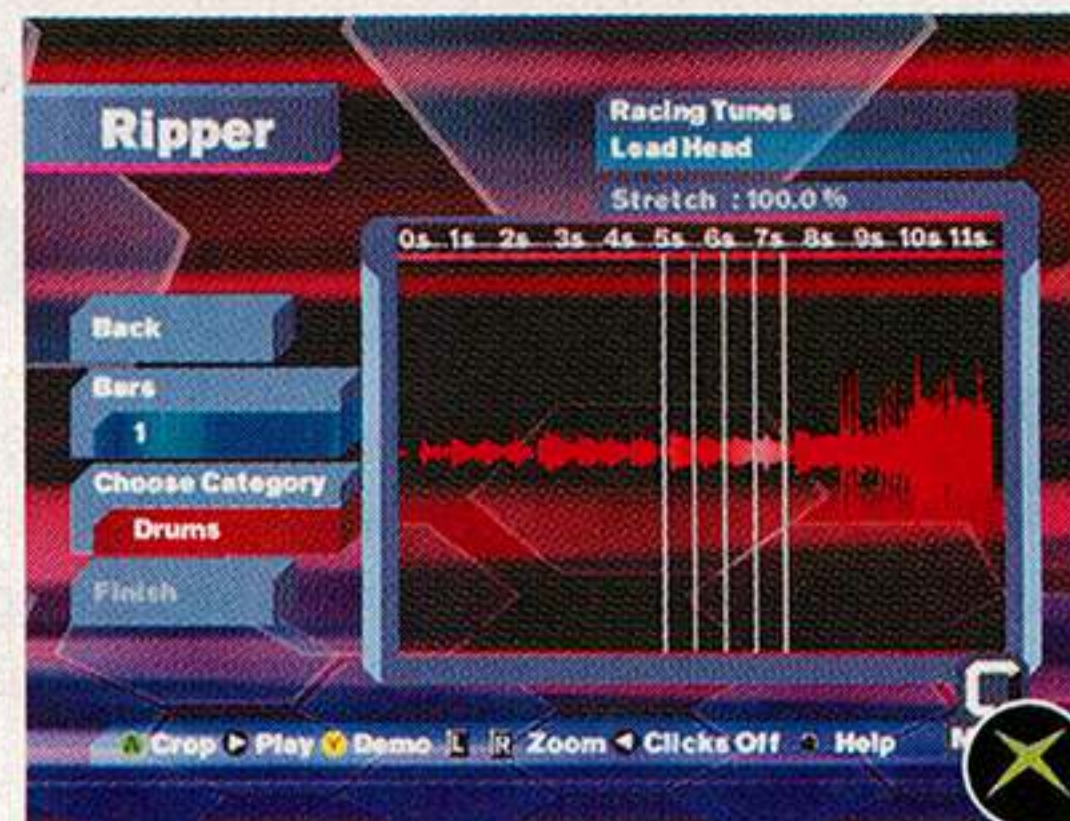 Ripper
Racing Tunes
Lead Head
Stretch : 100.0 %
0s 1s 2s 3s 4s 5s 6s 7s 8s 9s 10s 11s
Back
Bars
1
Choose Category
Drums
Finish
A Crop Play Y Demo L R Zoom Clicks Off Help